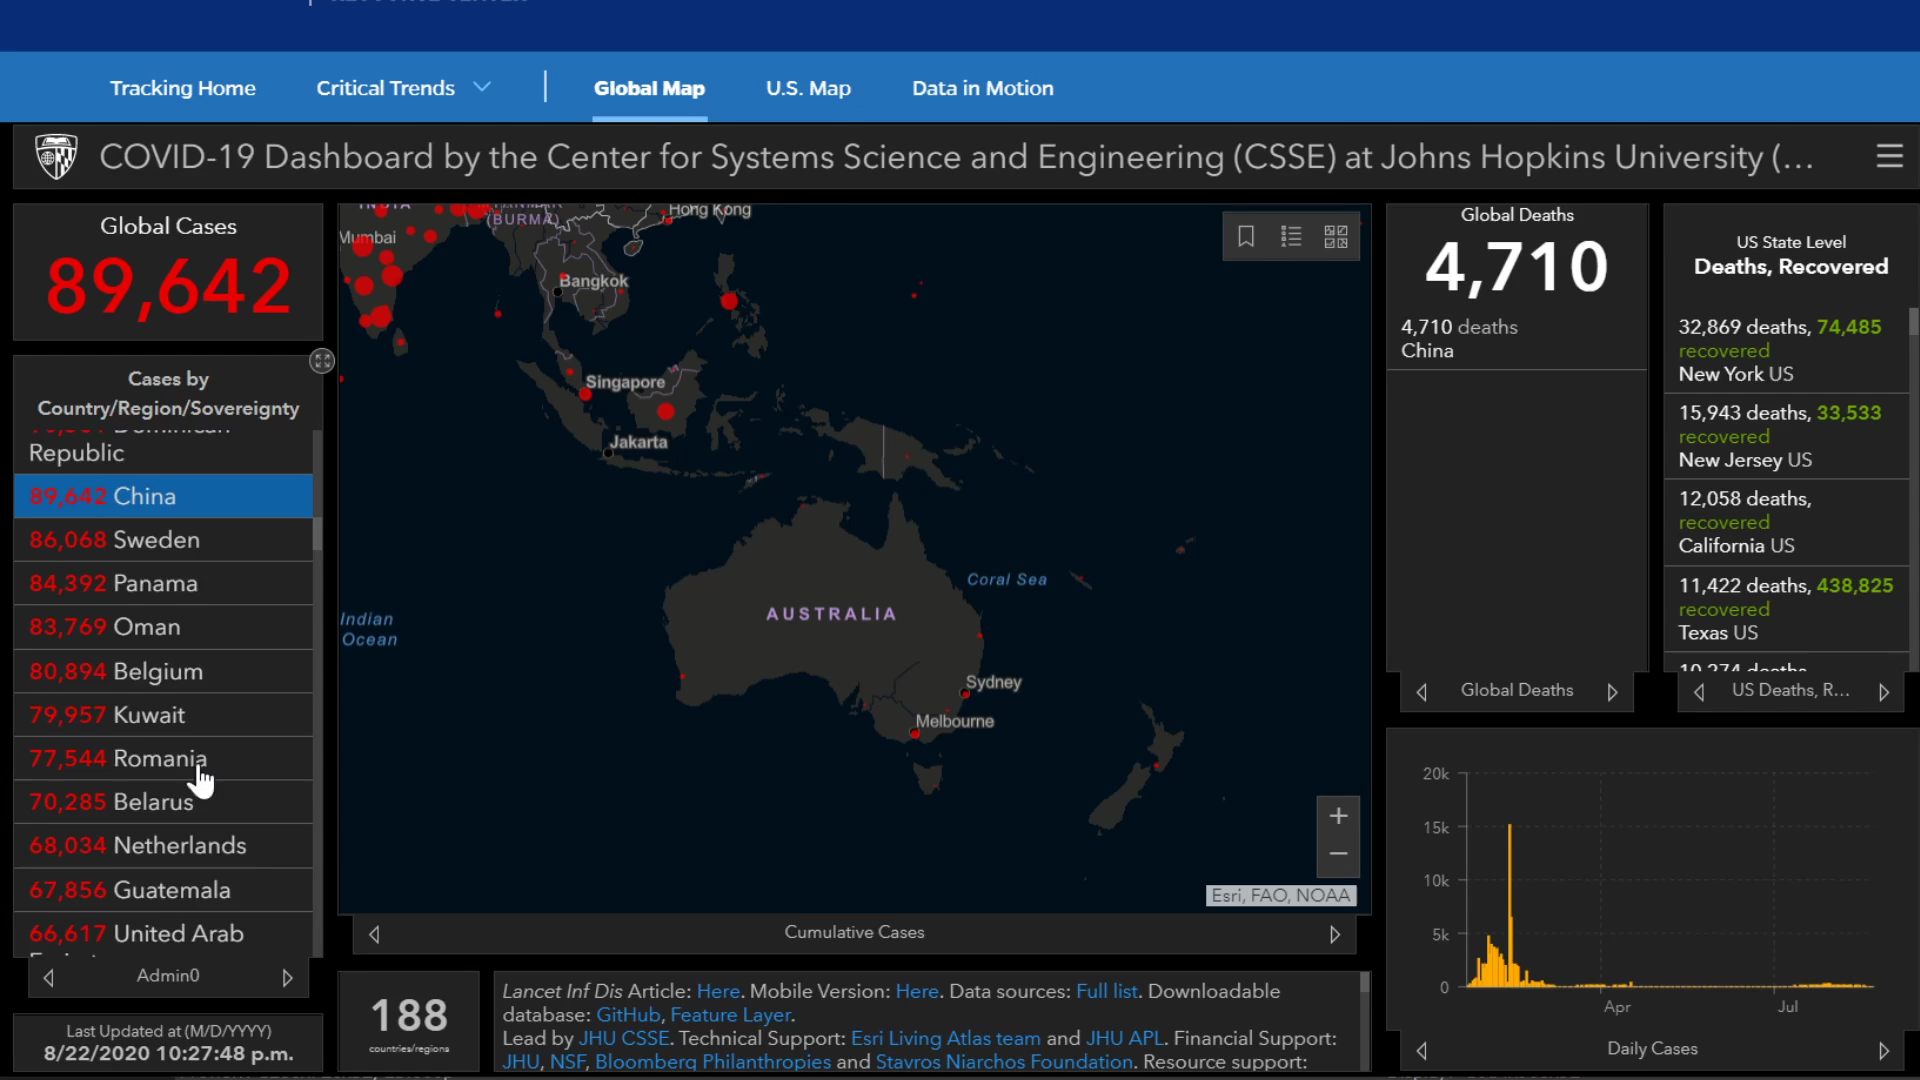 Tracking Home
Critical Trends
Global Map
U.S. Map
Data in Motion
COVID-19 Dashboard by the Center for Systems Science and Engineering (CSSE) at Johns Hopkins University (...
Global Cases
89,642
Cases by
Country/Region/Sovereignty
Dominican
Republic
89,642 China
86,068 Sweden
84,392 Panama
83,769 Oman
80,894 Belgium
79,957 Kuwait
77,544 Romania
70,285 Belarus
68,034 Netherlands
67,856 Guatemala
66,617 United Arab
Admin0
Last Updated at (M/D/YYYY)
8/22/2020 10:27:48 p.m.
(BURMA)
Hong Kong
Mumbai
Bangkok
Singapore
Jakarta
Coral Sea
AUSTRALIA
Indian
Ocean
Sydney
Melbourne
+
−
Esri, FAO, NOAA
Cumulative Cases
188
countries/regions
Lancet Inf Dis Article: Here. Mobile Version: Here. Data sources: Full list. Downloadable
database: GitHub, Feature Layer.
Lead by JHU CSSE. Technical Support: Esri Living Atlas team and JHU APL. Financial Support:
JHU, NSF, Bloomberg Philanthropies and Stavros Niarchos Foundation. Resource support:
Global Deaths
4,710
4,710 deaths
China
Global Deaths
US State Level
Deaths, Recovered
32,869 deaths, 74,485
recovered
New York US
15,943 deaths, 33,533
recovered
New Jersey US
12,058 deaths,
recovered
California US
11,422 deaths, 438,825
recovered
Texas US
US Deaths, R...
20k
15k
10k
5k
0
Apr
Jul
Daily Cases